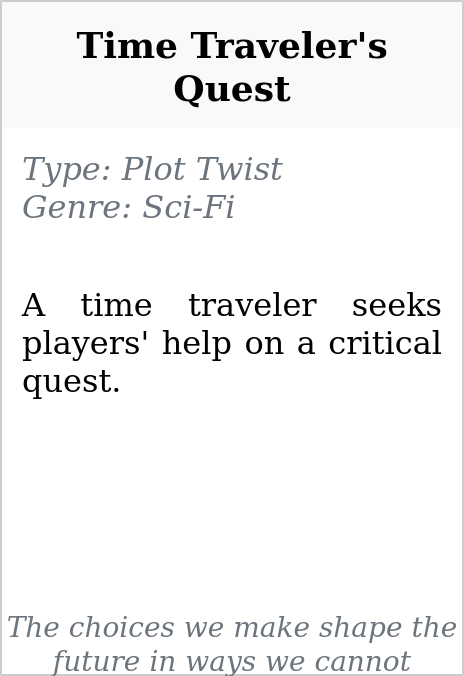 Time Traveler's
Quest
Type: Plot Twist
Genre: Sci-Fi
A time traveler seeks
players' help on a critical
quest.
The choices we make shape the
future in ways we cannot